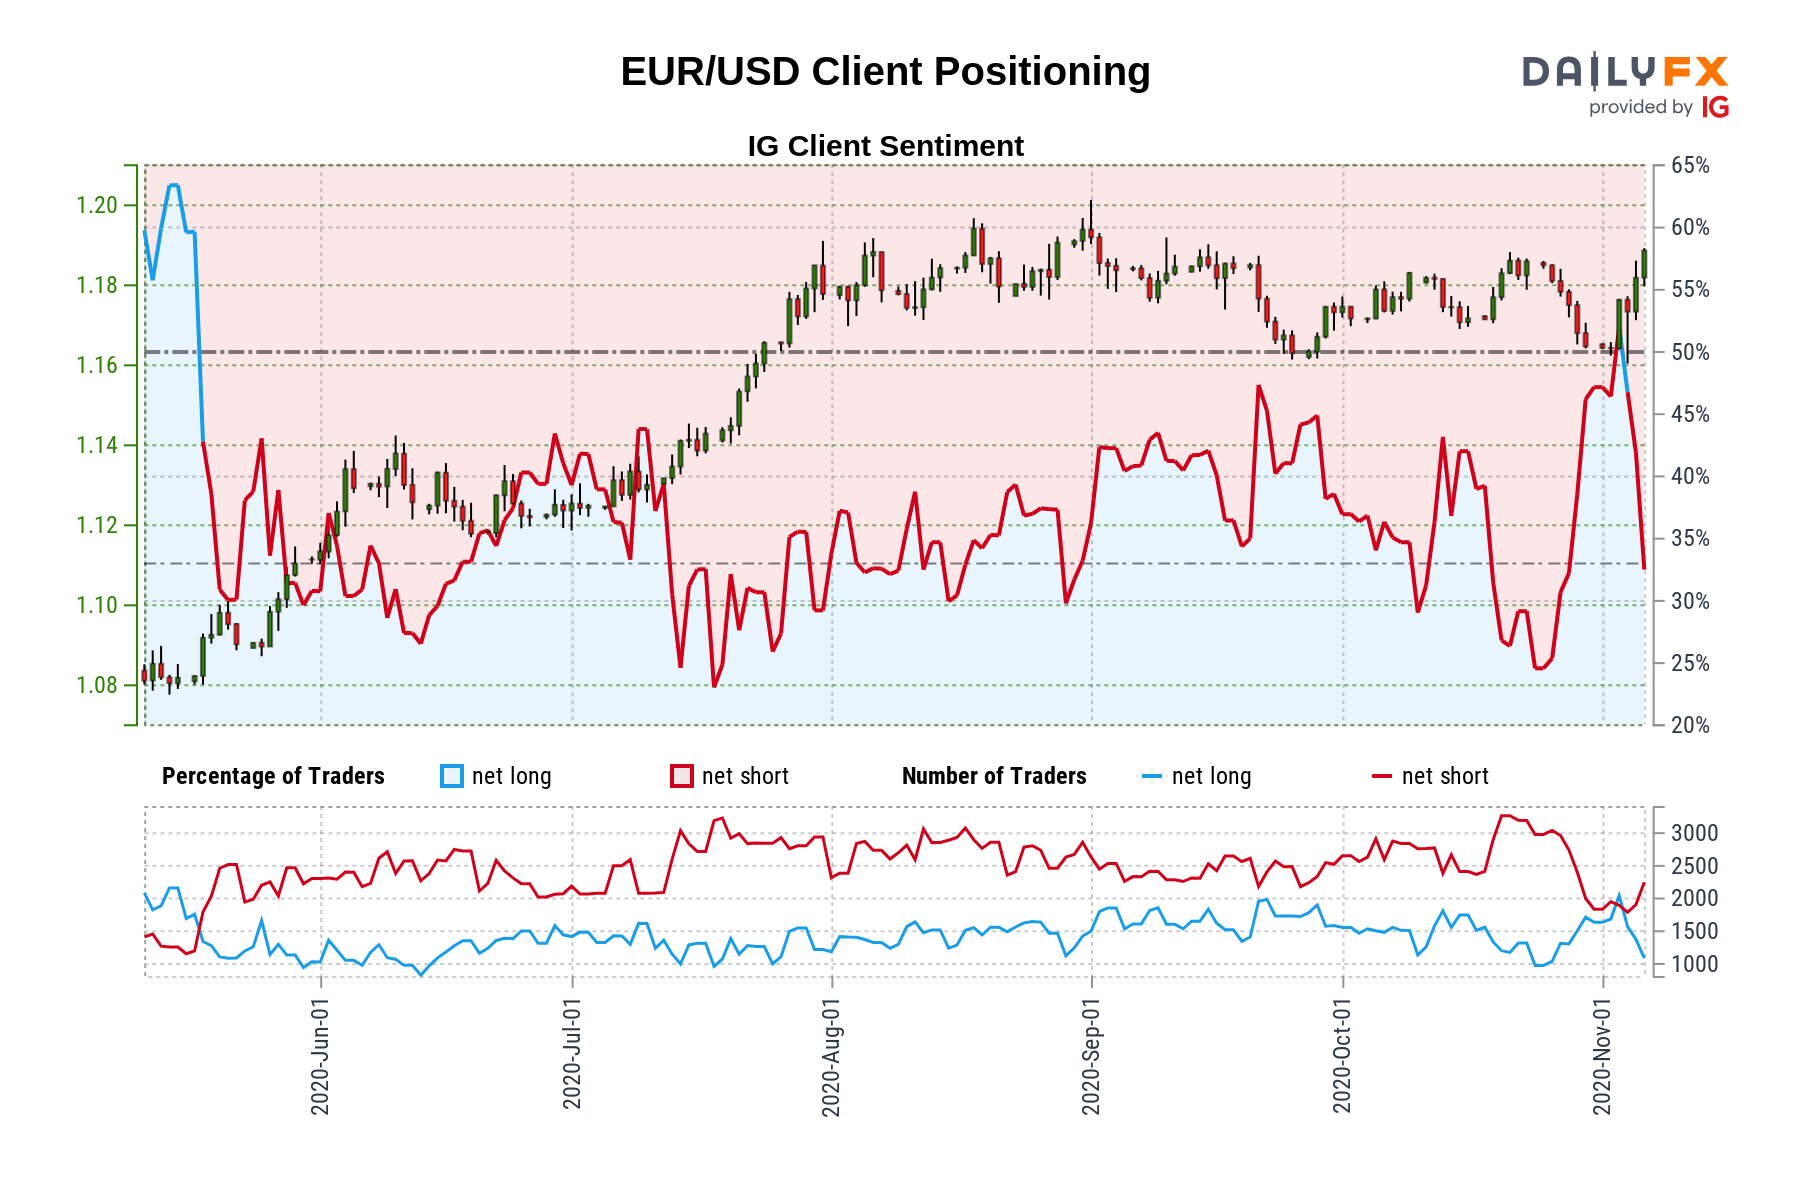 EUR/USD Client Positioning
DAILYFX
provided by IG
IG Client Sentiment
1.20
1.18
1.16
1.14
1.12
1.10
1.08
65%
60%
55%
50%
45%
40%
35%
30%
25%
20%
Percentage of Traders net long net short Number of Traders net long net short
3000
2500
2000
1500
1000
2020-Jun-01
2020-Jul-01
2020-Aug-01
2020-Sep-01
2020-Oct-01
2020-Nov-01